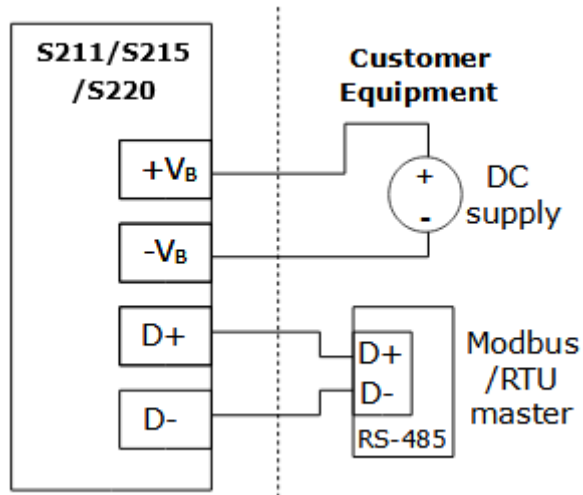 S211/S215
/S220
+VB
-VB
D+
D-
Customer
Equipment
+
-
DC
supply
D+
D-
RS-485
Modbus
/RTU
master